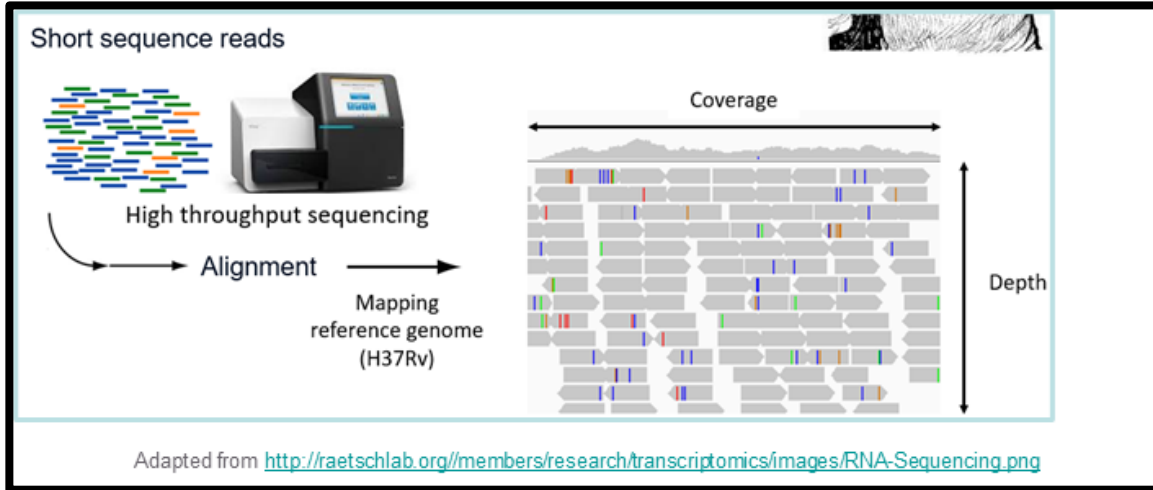 Short sequence reads
Coverage
High throughput sequencing
Alignment
Mapping
reference genome
(H37Rv)
Depth
Adapted from http://raetschlab.org//members/research/transcriptomics/images/RNA-Sequencing.png